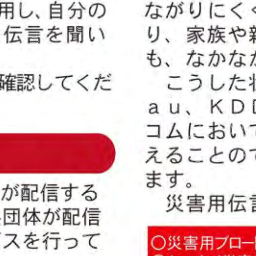 用し、自分の
伝言を聞い
確認してくだ
が配信する
団体が配信
スを行って
ながりにくく
り、家族や
も、なかなか
こうした
au、KDD
コムにおいて
えることので
ます。
災害用伝言
○災害用ブロード